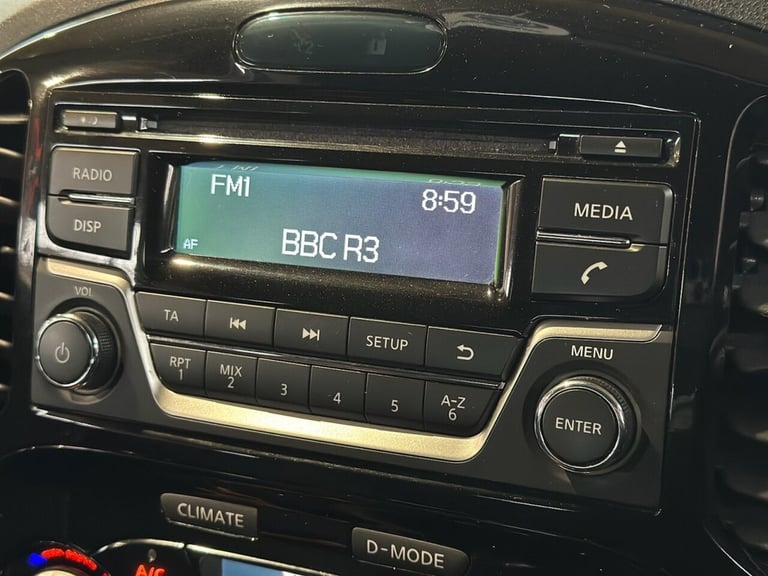 RADIO
DISP
FM1
8:59
AF
BBC R3
MEDIA
VOL
TA
SETUP
RPT
1
MIX
2
3
4
5
A-Z
6
MENU
ENTER
CLIMATE
D-MODE
A/C